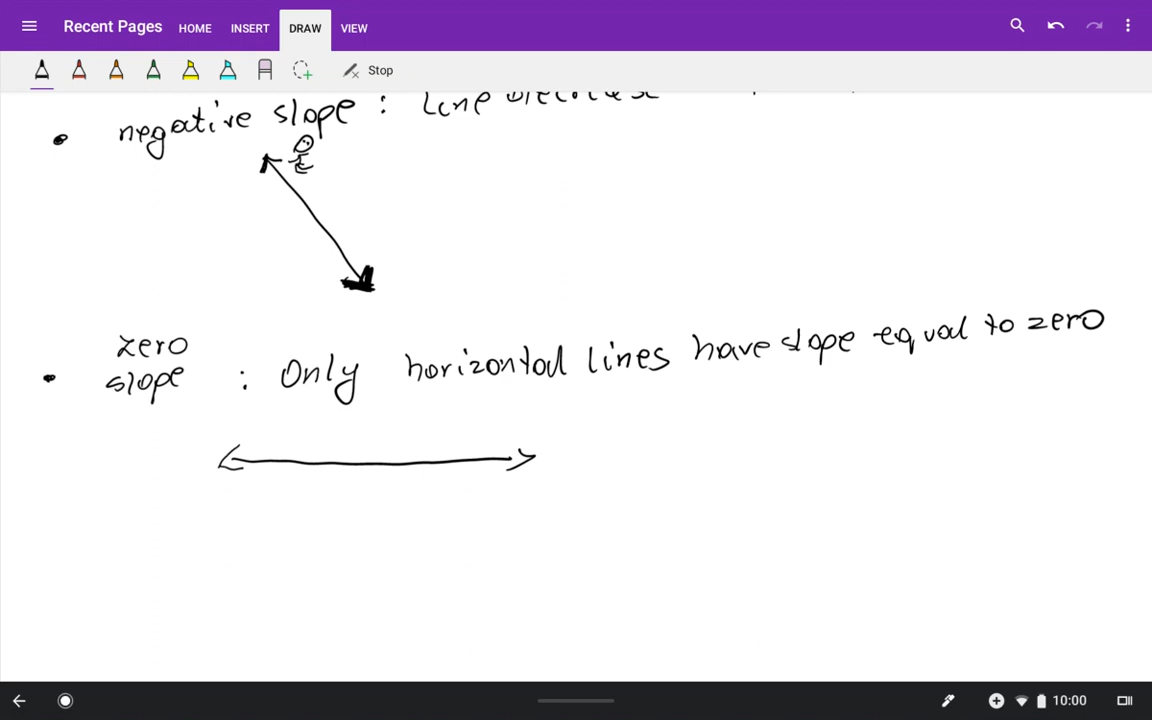 Recent Pages HOME INSERT DRAW VIEW
Stop
• negative slope : Line
• zero slope : Only horizontal lines have slope equal to zero
10:00